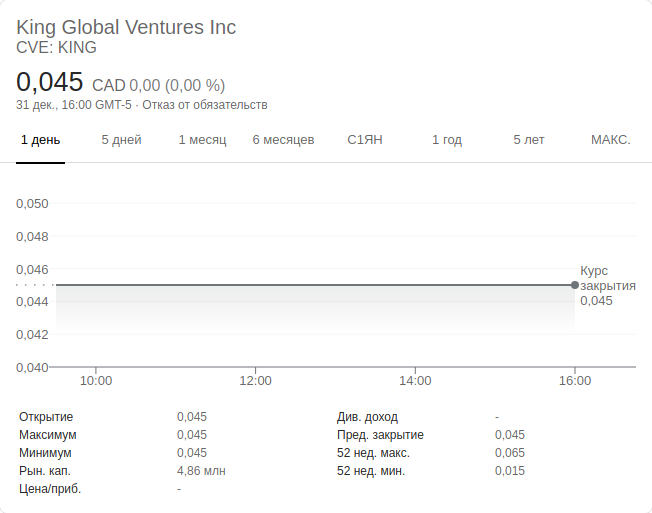 King Global Ventures Inc
CVE: KING
0,045 CAD 0,00 (0,00 %)
31 дек., 16:00 GMT-5 · Отказ от обязательств
1 день 5 дней 1 месяц 6 месяцев С1ЯН 1 год 5 лет МАКС.
0,050
0,048
0,046
0,044
0,042
0,040
Курс
закрытия
0,045
10:00 12:00 14:00 16:00
Открытие 0,045 Див. доход -
Максимум 0,045 Пред. закрытие 0,045
Минимум 0,045 52 нед. макс. 0,065
Рын. кап. 4,86 млн 52 нед. мин. 0,015
Цена/приб. -